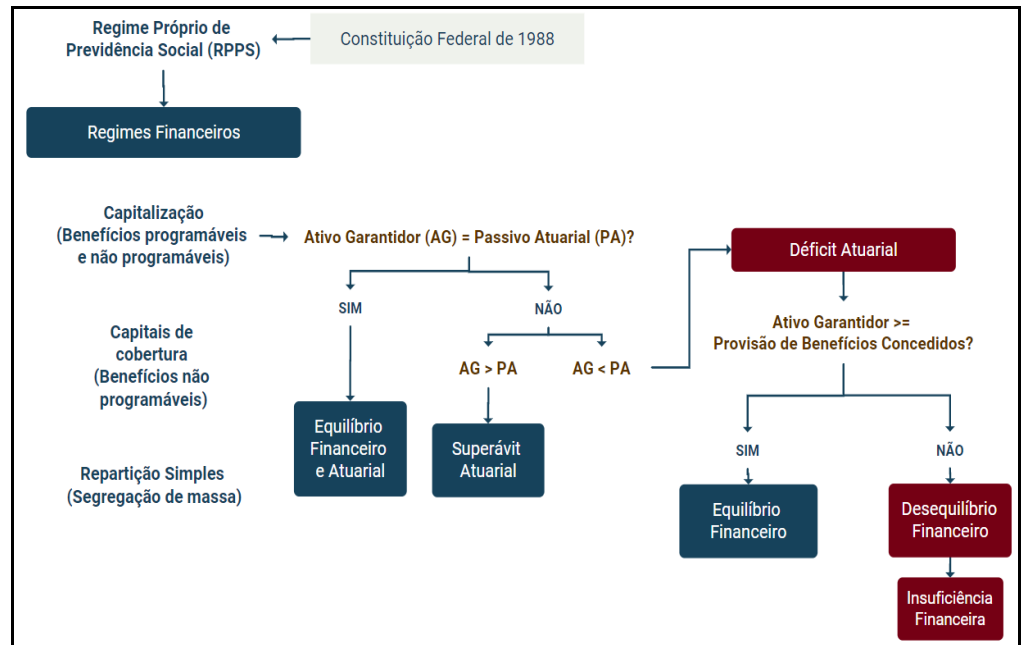 Regime Próprio de
Previdência Social (RPPS)
Constituição Federal de 1988
Regimes Financeiros
Capitalização
(Benefícios programáveis
e não programáveis)
Ativo Garantidor (AG) = Passivo Atuarial (PA)?
SIM
NÃO
AG > PA
AG < PA
Equilíbrio
Financeiro
e Atuarial
Superávit
Atuarial
Capitais de
cobertura
(Benefícios não
programáveis)
Repartição Simples
(Segregação de massa)
Déficit Atuarial
Ativo Garantidor >=
Provisão de Benefícios Concedidos?
SIM
NÃO
Equilíbrio
Financeiro
Desequilíbrio
Financeiro
Insuficiência
Financeira